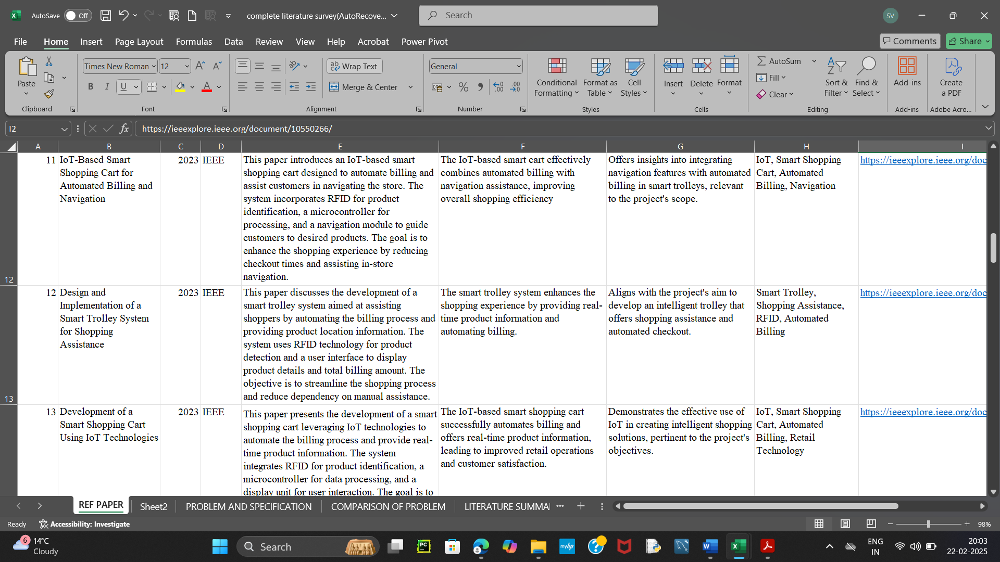 AutoSave Off complete literature survey(AutoRecove... Search SV
File Home Insert Page Layout Formulas Data Review View Help Acrobat Power Pivot Comments Share
Paste Times New Roman 12 Wrap Text General Conditional Formatting Format as Table Cell Styles Insert Delete Format AutoSum Fill Clear Sort & Filter Find & Select Add-ins Create a PDF
B I U Merge & Center
Clipboard Font Alignment Number Styles Cells Editing Add-ins Adobe Acro...
I2 fx https://ieeexplore.ieee.org/document/10550266/
A B C D E F G H I
12
11
IoT-Based Smart
Shopping Cart for
Automated Billing and
Navigation
2023
IEEE
This paper introduces an IoT-based smart
shopping cart designed to automate billing and
assist customers in navigating the store. The
system incorporates RFID for product
identification, a microcontroller for
processing, and a navigation module to guide
customers to desired products. The goal is to
enhance the shopping experience by reducing
checkout times and assisting in-store
navigation.
The IoT-based smart cart effectively
combines automated billing with
navigation assistance, improving
overall shopping efficiency
Offers insights into integrating
navigation features with automated
billing in smart trolleys, relevant
to the project's scope.
IoT, Smart Shopping
Cart, Automated
Billing, Navigation
https://ieeexplore.ieee.org/doc
13
12
Design and
Implementation of a
Smart Trolley System
for Shopping
Assistance
2023
IEEE
This paper discusses the development of a
smart trolley system aimed at assisting
shoppers by automating the billing process and
providing product location information. The
system uses RFID technology for product
detection and a user interface to display
product details and total billing amount. The
objective is to streamline the shopping process
and reduce dependency on manual assistance.
The smart trolley system enhances the
shopping experience by providing real-
time product information and
automating billing.
Aligns with the project's aim to
develop an intelligent trolley that
offers shopping assistance and
automated checkout.
Smart Trolley,
Shopping Assistance,
RFID, Automated
Billing
https://ieeexplore.ieee.org/doc
13
Development of a
Smart Shopping Cart
Using IoT Technologies
2023
IEEE
This paper presents the development of a smart
shopping cart leveraging IoT technologies to
automate the billing process and provide real-
time product information. The system
integrates RFID for product identification, a
microcontroller for data processing, and a
display unit for user interaction. The goal is to
The IoT-based smart shopping cart
successfully automates billing and
offers real-time product information,
leading to improved retail operations
and customer satisfaction.
Demonstrates the effective use of
IoT in creating intelligent shopping
solutions, pertinent to the project's
objectives.
IoT, Smart Shopping
Cart, Automated
Billing, Retail
Technology
https://ieeexplore.ieee.org/doc
REF PAPER Sheet2 PROBLEM AND SPECIFICATION COMPARISON OF PROBLEM LITERATURE SUMMA ...
Ready Accessibility: Investigate 98%
6 14°C
Cloudy
Search
PC
myhp
ENG
IN
20:03
22-02-2025